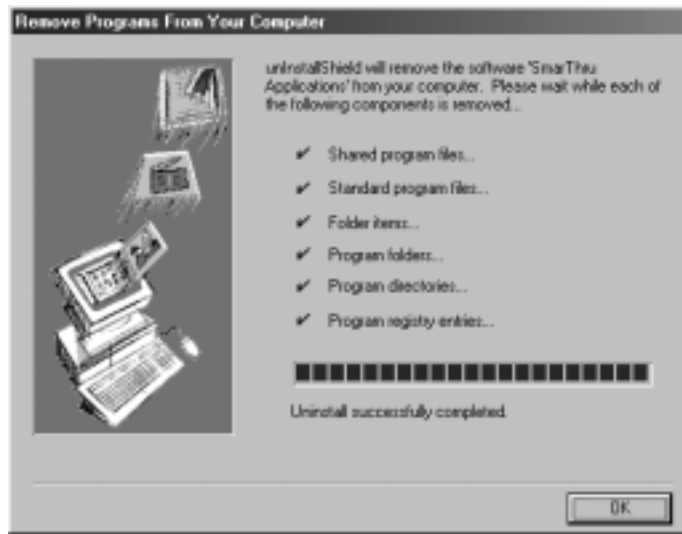 Remove Programs From Your Computer
unInstallShield will remove the software 'SmarThru
Applications' from your computer. Please wait while each of
the following components is removed...
✔ Shared program files...
✔ Standard program files...
✔ Folder items...
✔ Program folders...
✔ Program directories...
✔ Program registry entries...
Uninstall successfully completed.
OK